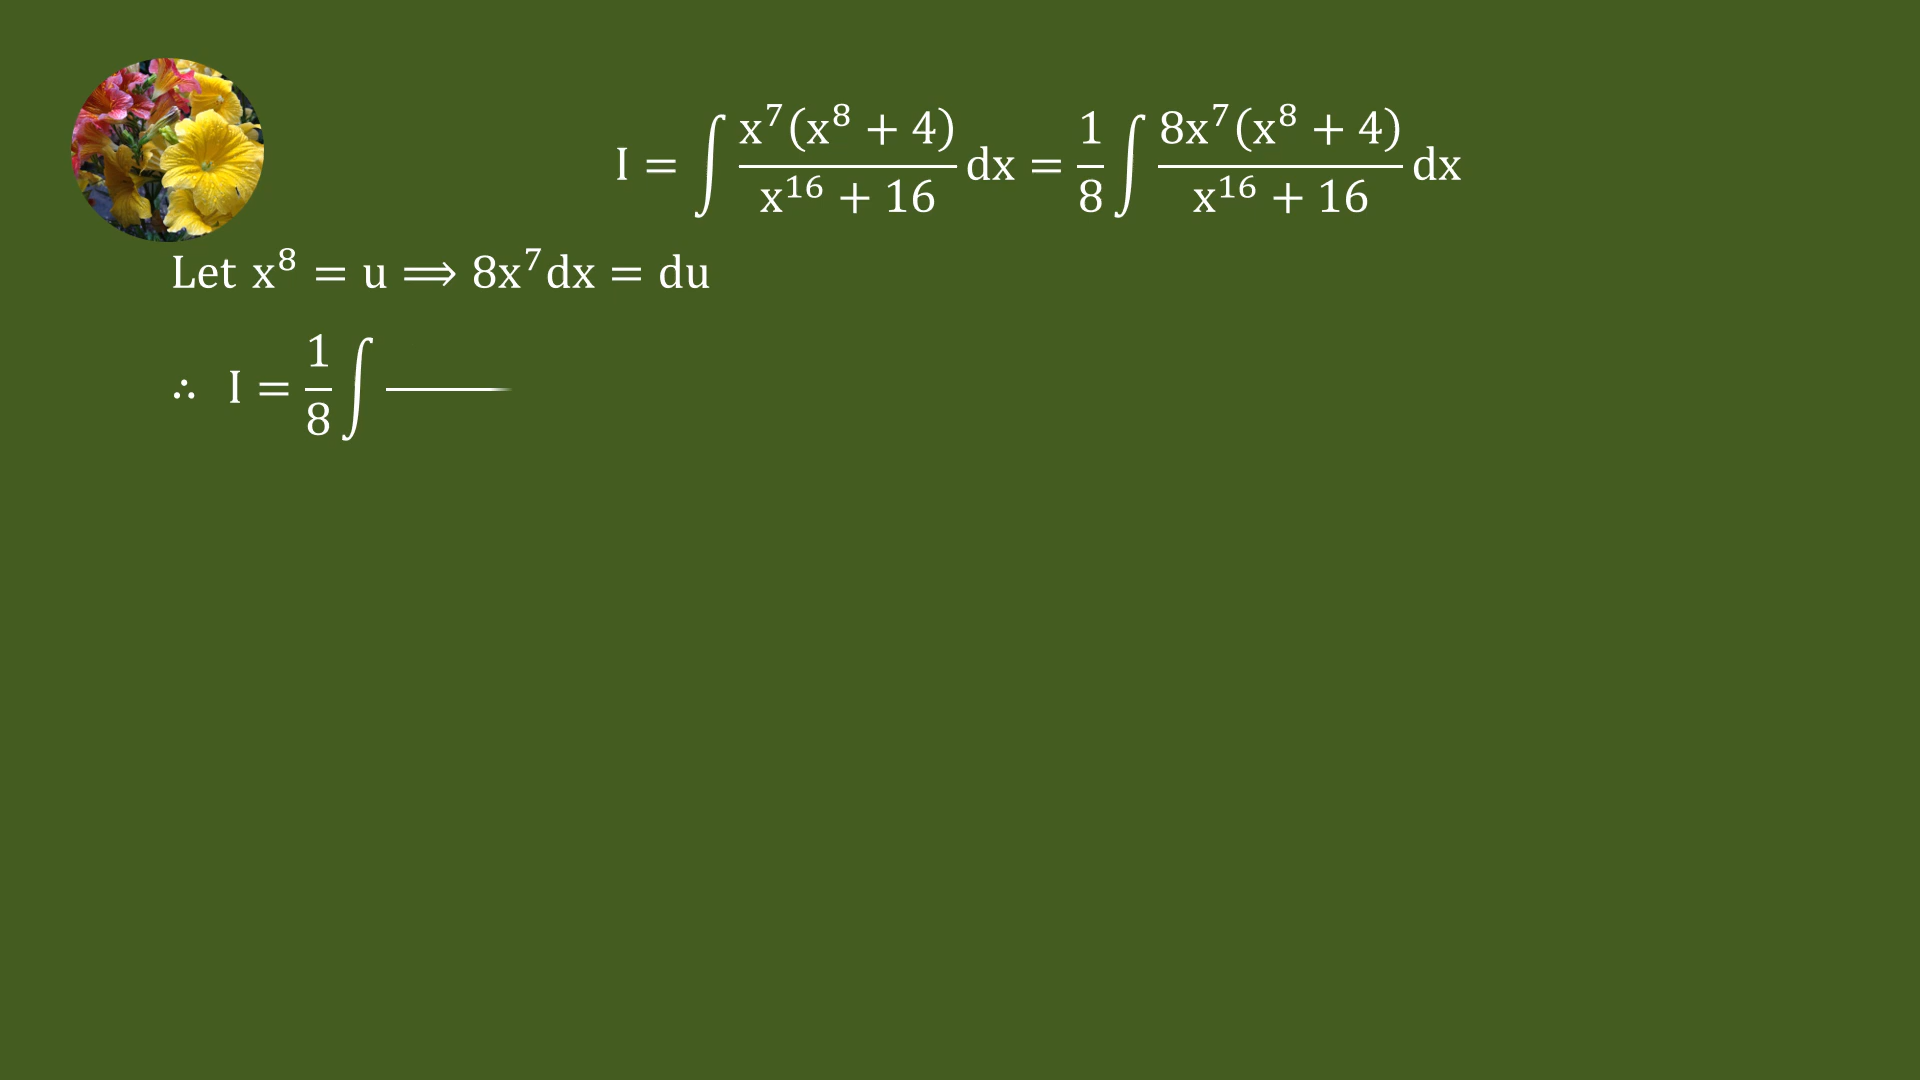 I = ∫ x⁷(x⁸ + 4)/(x¹⁶ + 16) dx = 1/8 ∫ 8x⁷(x⁸ + 4)/(x¹⁶ + 16) dx
Let x⁸ = u ⟹ 8x⁷dx = du
∴ I = 1/8 ∫